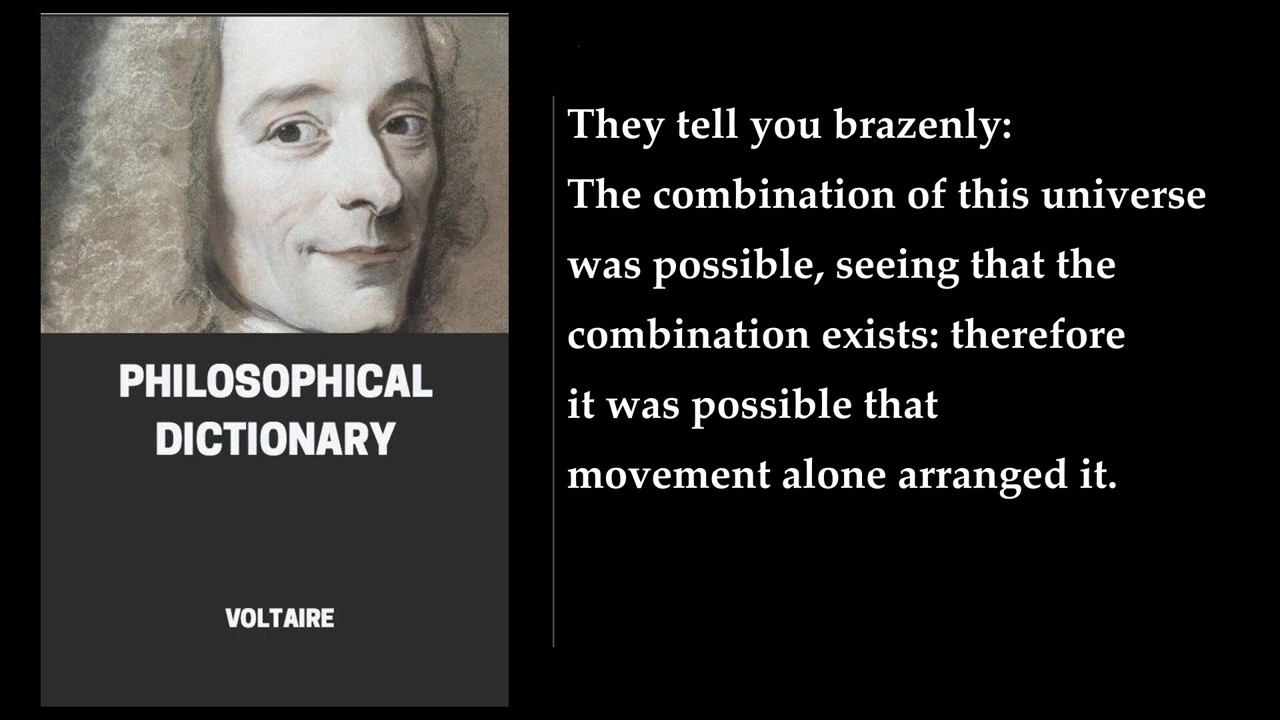 PHILOSOPHICAL
DICTIONARY
VOLTAIRE
They tell you brazenly:
The combination of this universe
was possible, seeing that the
combination exists: therefore
it was possible that
movement alone arranged it.